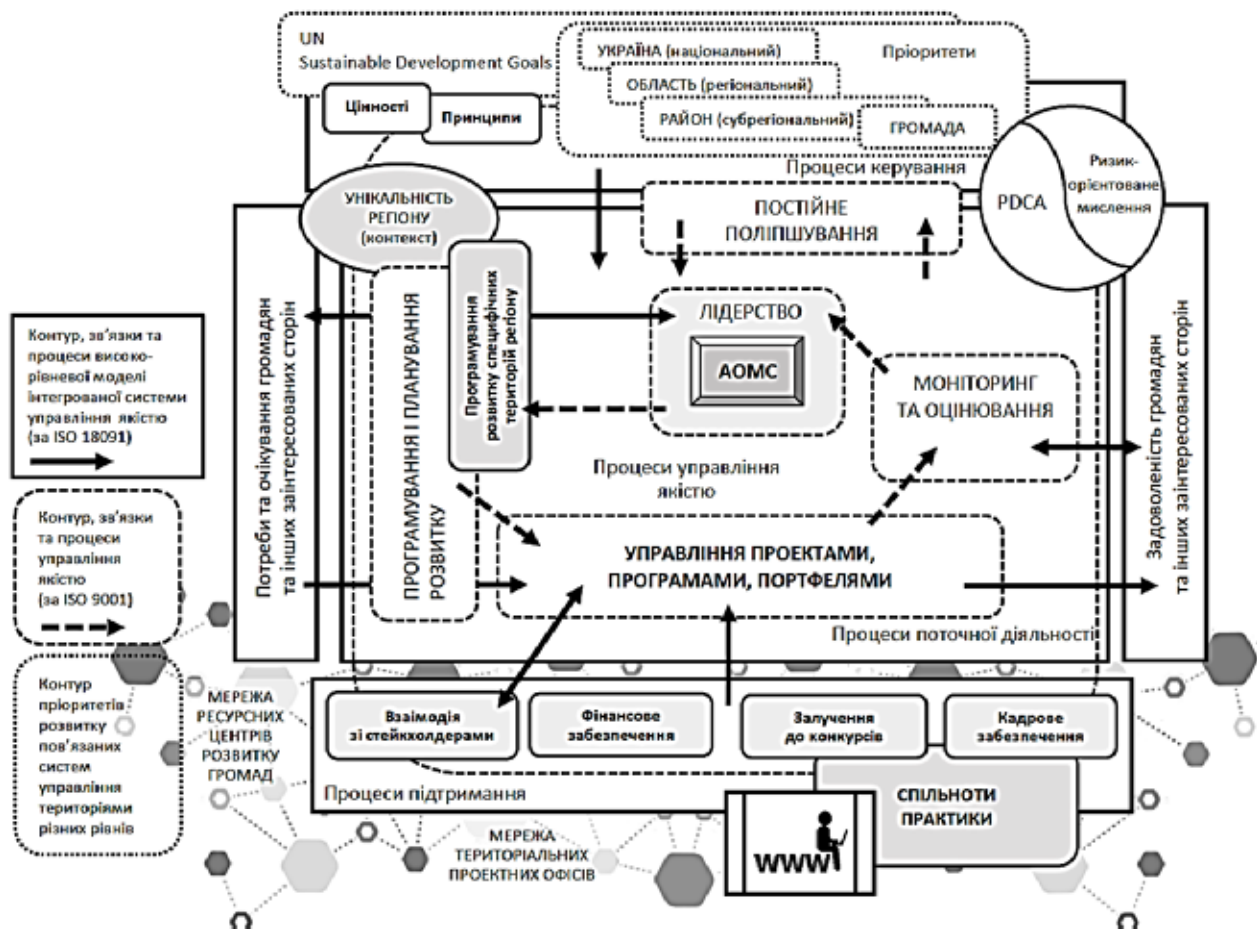 UN
Sustainable Development Goals
УКРАЇНА (національний)
Пріоритети
ОБЛАСТЬ (регіональний)
РАЙОН (субрегіональний)
ГРОМАДА
Цінності
Принципи
Процеси керування
PDCA
Ризик-
орієнтоване
мислення
УНІКАЛЬНІСТЬ
РЕГІОНУ
(контекст)
ПОСТІЙНЕ
ПОЛІПШУВАННЯ
Потреби та очікування громадян
та інших заінтересованих сторін
ПРОГРАМУВАННЯ І ПЛАНУВАННЯ
РОЗВИТКУ
Програмування
розвитку специфічних
територій регіону
ЛІДЕРСТВО
АОМС
МОНІТОРИНГ
ТА ОЦІНЮВАННЯ
Задоволеність громадян
та інших заінтересованих сторін
Процеси управління
якістю
УПРАВЛІННЯ ПРОЕКТАМИ,
ПРОГРАМАМИ, ПОРТФЕЛЯМИ
Процеси поточної діяльності
Контур, зв'язки та
процеси високо-
рівневої моделі
інтегрованої системи
управління якістю
(за ISO 18091)
Контур, зв'язки
та процеси
управління
якістю
(за ISO 9001)
Контур
пріоритетів
розвитку
пов'язаних
систем
управління
територіями
різних рівнів
МЕРЕЖА
РЕСУРСНИХ
ЦЕНТРІВ
РОЗВИТКУ
ГРОМАД
Взаімодія
зі стейкхолдерами
Фінансове
забезпечення
Залучення
до конкурсів
Кадрове
забезпечення
Процеси підтримання
СПІЛЬНОТИ
ПРАКТИКИ
WWW
МЕРЕЖА
ТЕРИТОРІАЛЬНИХ
ПРОЕКТНИХ ОФІСІВ